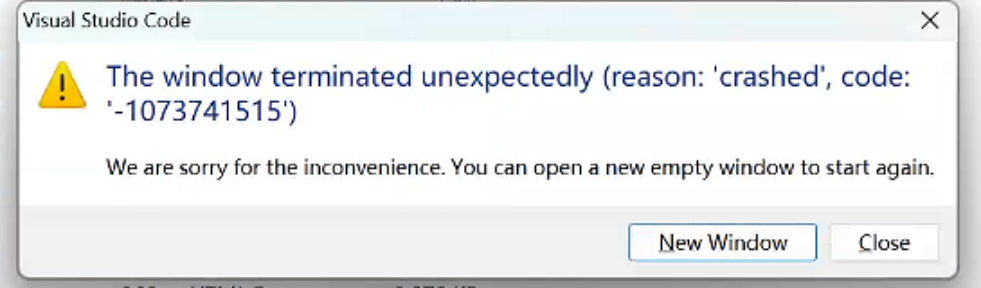 Visual Studio Code
The window terminated unexpectedly (reason: 'crashed', code:
'-1073741515')
We are sorry for the inconvenience. You can open a new empty window to start again.
New Window
Close